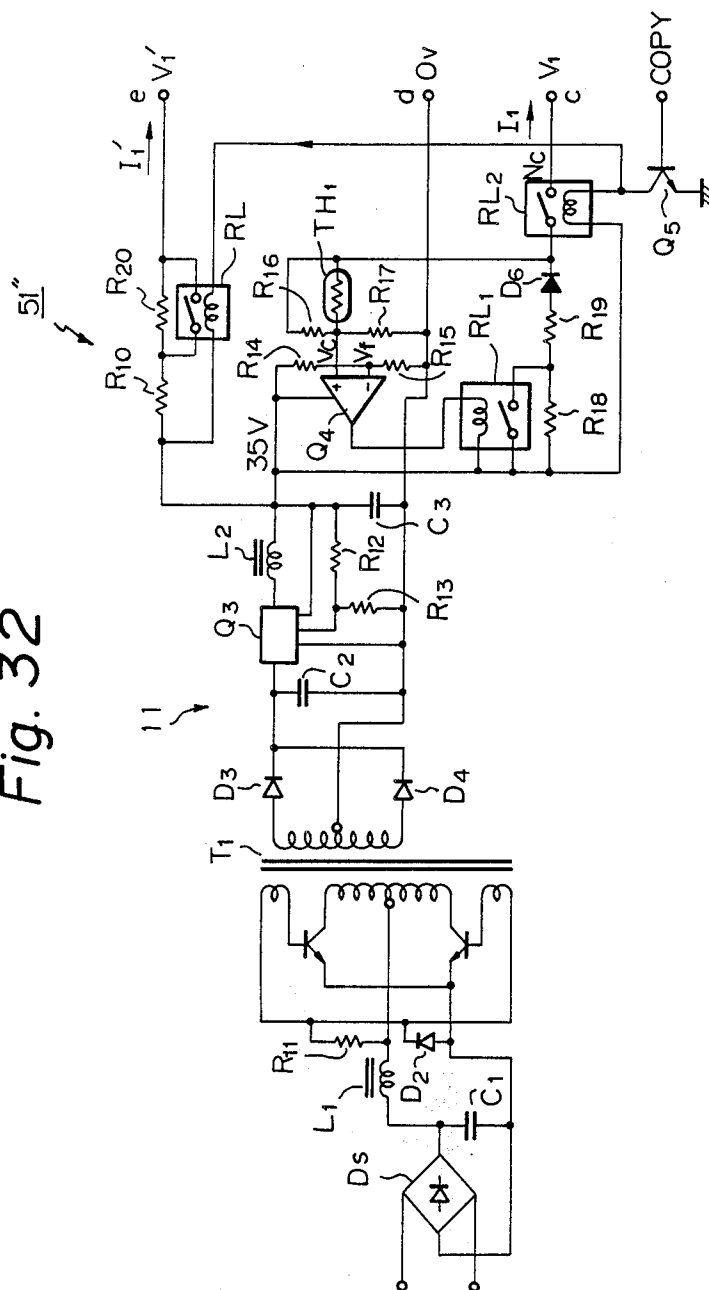 Fig. 32
11
51"
Ds
C1
L1
R11
D2
T1
D3
D4
C2
Q3
L2
R13
R12
C3
35V
R10
R20
RL
I1'
e V1'
R14
R16
TH1
Vc
Vf
R17
R15
Q4
RL1
R18
R19
D6
RL2
Nc
I1
d Ov
V1
c
Q5
COPY